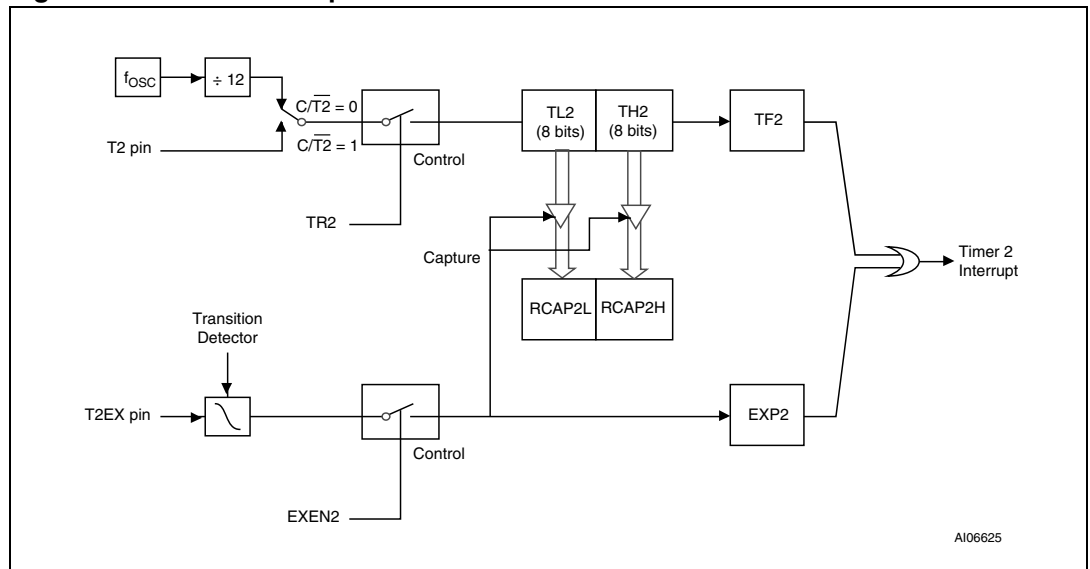 fOSC
÷ 12
C/T2 = 0
T2 pin
C/T2 = 1
Control
TR2
TL2
(8 bits)
TH2
(8 bits)
TF2
Capture
RCAP2L
RCAP2H
Timer 2
Interrupt
Transition
Detector
T2EX pin
Control
EXP2
EXEN2
AI06625